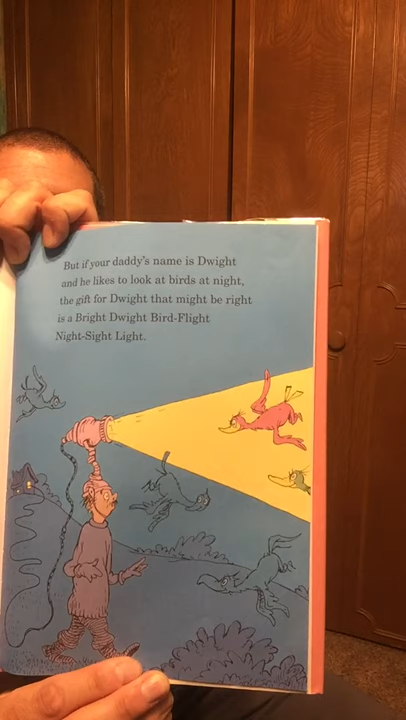 But if your daddy's name is Dwight
and he likes to look at birds at night,
the gift for Dwight that might be right
is a Bright Dwight Bird-Flight
Night-Sight Light.